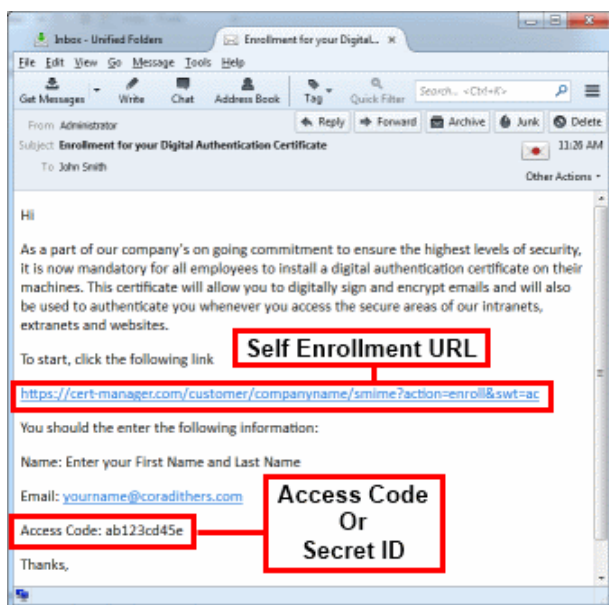 Inbox - Unified Folders
Enrollment for your Digital... ×
File Edit View Go Message Tools Help
Get Messages Write Chat Address Book Tag Quick Filter Search... <Ctrl+K>
From Administrator Reply Forward Archive Junk Delete
Subject Enrollment for your Digital Authentication Certificate 11:26 AM
To John Smith
Other Actions
Hi
As a part of our company's on going commitment to ensure the highest levels of security,
it is now mandatory for all employees to install a digital authentication certificate on their
machines. This certificate will allow you to digitally sign and encrypt emails and will also
be used to authenticate you whenever you access the secure areas of our intranets,
extranets and websites.
To start, click the following link
Self Enrollment URL
https://cert-manager.com/customer/companyname/smime?action=enroll&swt=ac
You should the enter the following information:
Name: Enter your First Name and Last Name
Email: yourname@coradithers.com
Access Code
Or
Secret ID
Access Code: ab123cd45e
Thanks,